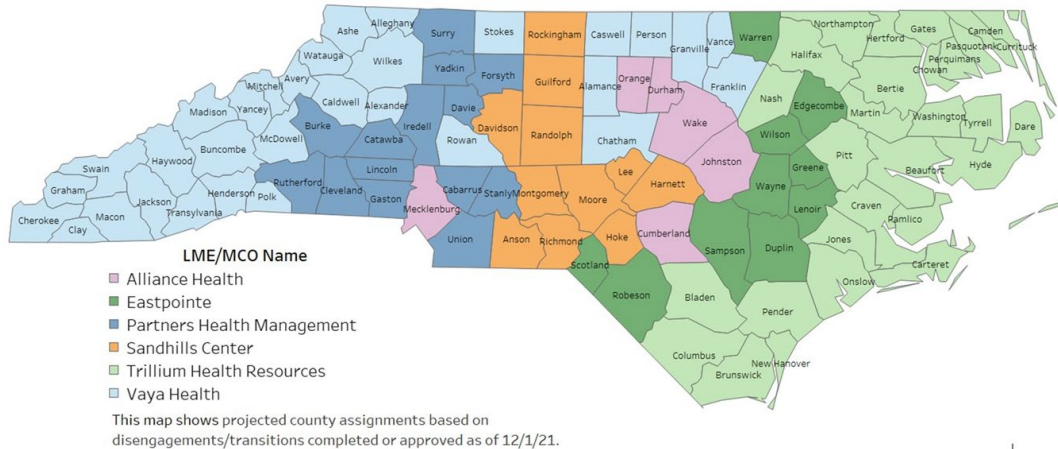 Ashe
Alleghany
Surry
Stokes
Rockingham
Caswell
Person
Granville
Vance
Warren
Northampton
Gates
Camden
Currituck
Pasquotank
Perquimans
Chowan
Hertford
Halifax
Watauga
Wilkes
Yadkin
Forsyth
Guilford
Alamance
Orange
Durham
Franklin
Nash
Edgecombe
Bertie
Martin
Washington
Tyrrell
Dare
Mitchell
Avery
Caldwell
Alexander
Iredell
Davie
Davidson
Randolph
Chatham
Wake
Wilson
Pitt
Beaufort
Hyde
Madison
Yancey
McDowell
Burke
Catawba
Rowan
Johnston
Greene
Wayne
Lenoir
Craven
Pamlico
Swain
Haywood
Buncombe
Rutherford
Cleveland
Lincoln
Gaston
Cabarrus
Stanly
Montgomery
Moore
Lee
Harnett
Graham
Jackson
Henderson
Polk
Transylvania
Mecklenburg
Cherokee
Macon
Clay
Union
Anson
Richmond
Hoke
Cumberland
Sampson
Duplin
Jones
Carteret
Onslow
Scotland
Robeson
Bladen
Pender
Columbus
Brunswick
New Hanover
LME/MCO Name
Alliance Health
Eastpointe
Partners Health Management
Sandhills Center
Trillium Health Resources
Vaya Health
This map shows projected county assignments based on
disengagements/transitions completed or approved as of 12/1/21.